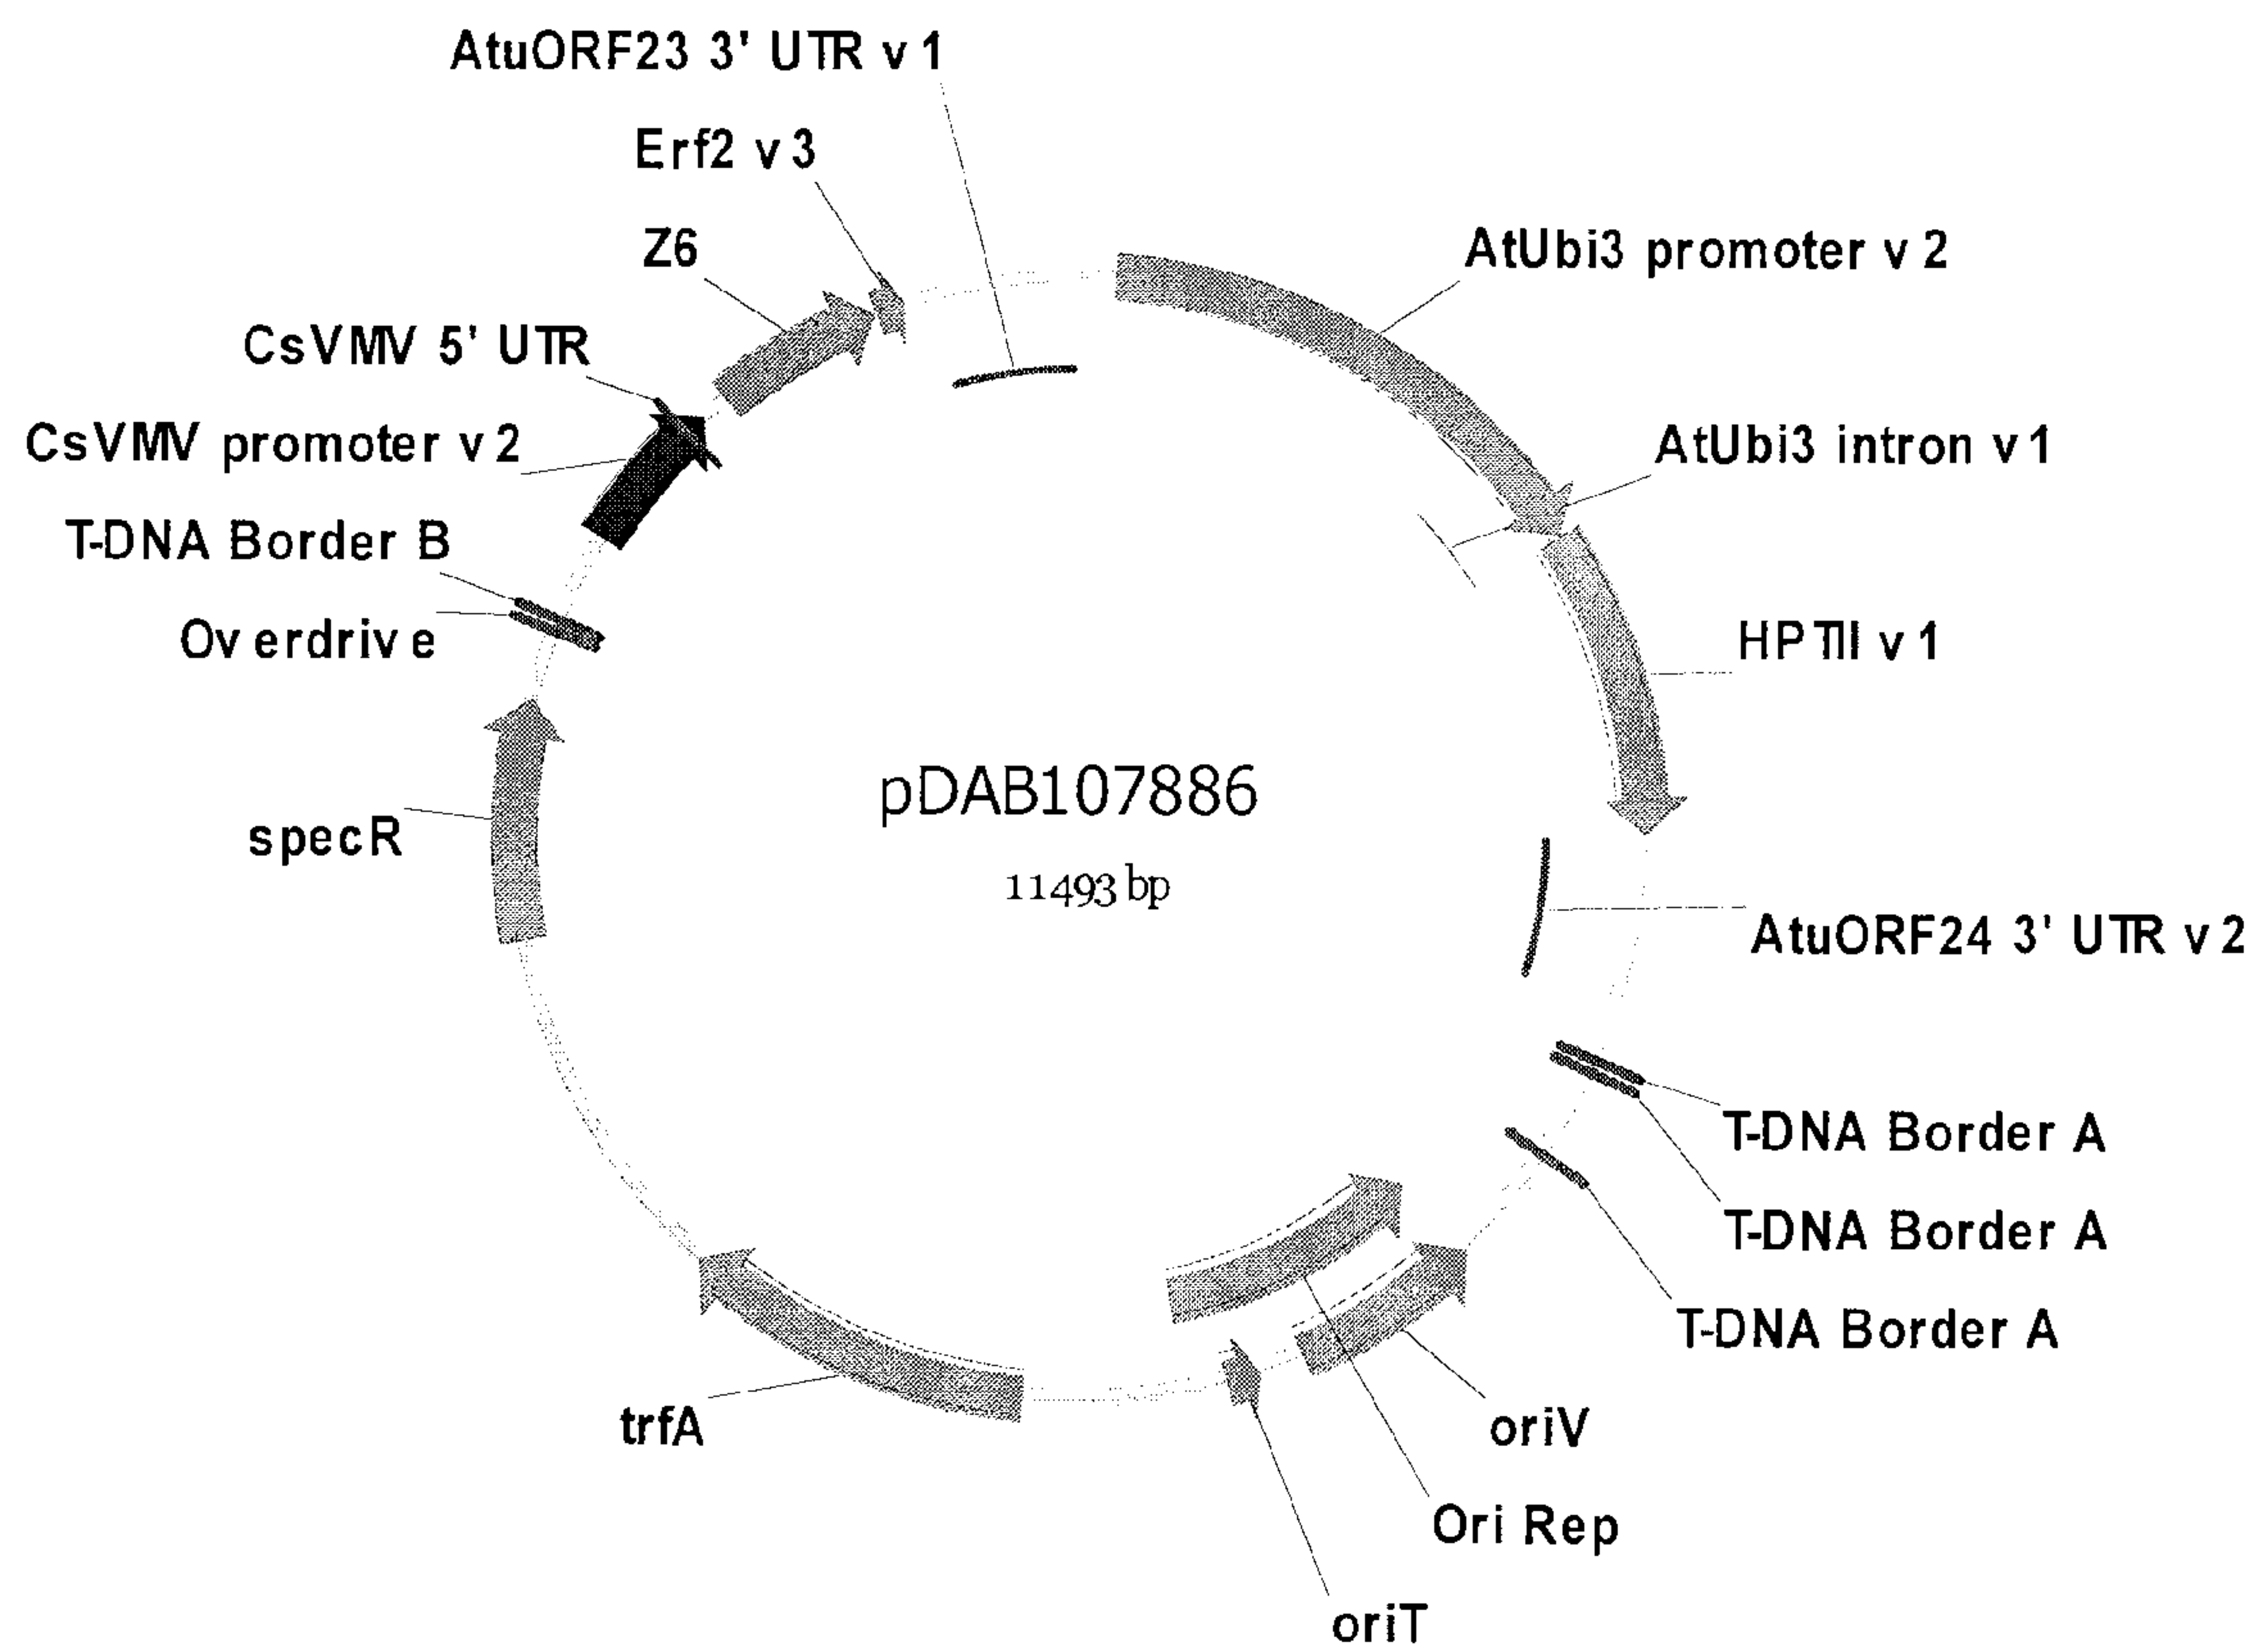 AtuORF23 3' UTR v1
Erf2 v3
Z6
AtUbi3 promoter v2
CsVMV 5' UTR
CsVMV promoter v2
AtUbi3 intron v1
T-DNA Border B
Overdrive
HPTII v1
pDAB107886
specR
11493 bp
AtuORF24 3' UTR v2
T-DNA Border A
T-DNA Border A
T-DNA Border A
trfA
oriV
Ori Rep
oriT